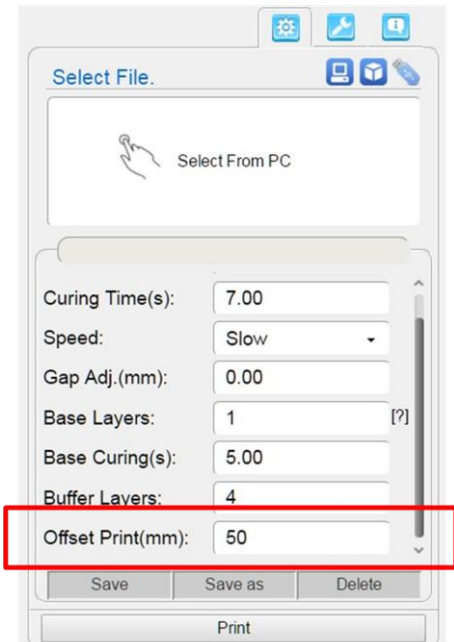 Select File.
Select From PC
Curing Time(s): 7.00
Speed: Slow
Gap Adj.(mm): 0.00
Base Layers: 1 [?]
Base Curing(s): 5.00
Buffer Layers: 4
Offset Print(mm): 50
Save Save as Delete
Print